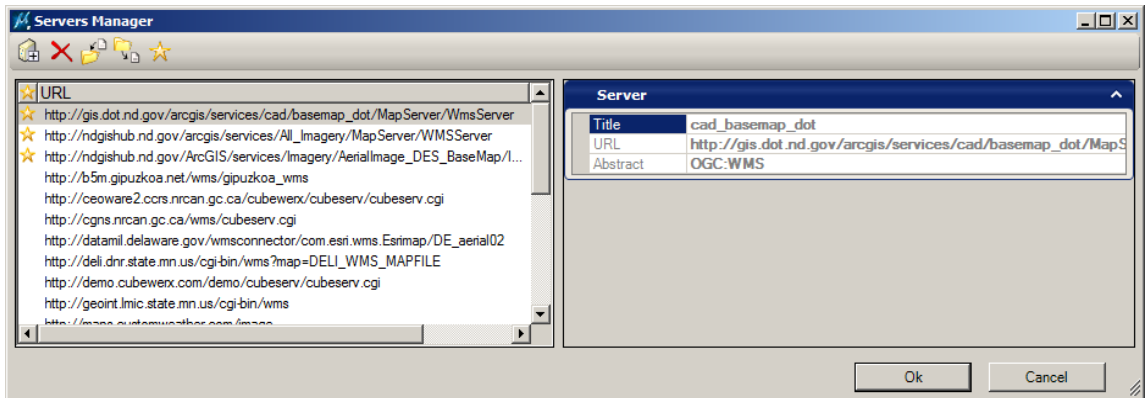 Servers Manager
URL
http://gis.dot.nd.gov/arcgis/services/cad/basemap_dot/MapServer/WmsServer
http://ndgishub.nd.gov/arcgis/services/All_Imagery/MapServer/WMSServer
http://ndgishub.nd.gov/ArcGIS/services/Imagery/AerialImage_DES_BaseMap/I...
http://b5m.gipuzkoa.net/wms/gipuzkoa_wms
http://ceoware2.ccrs.nrcan.gc.ca/cubewerx/cubeserv/cubeserv.cgi
http://cgns.nrcan.gc.ca/wms/cubeserv.cgi
http://datamil.delaware.gov/wmsconnector/com.esri.wms.Esrimap/DE_aerial02
http://deli.dnr.state.mn.us/cgi-bin/wms?map=DELI_WMS_MAPFILE
http://demo.cubewerx.com/demo/cubeserv/cubeserv.cgi
http://geoint.lmic.state.mn.us/cgi-bin/wms
http://maps.customweather.com/image
Server
Title cad_basemap_dot
URL http://gis.dot.nd.gov/arcgis/services/cad/basemap_dot/MapS
Abstract OGC:WMS
Ok Cancel